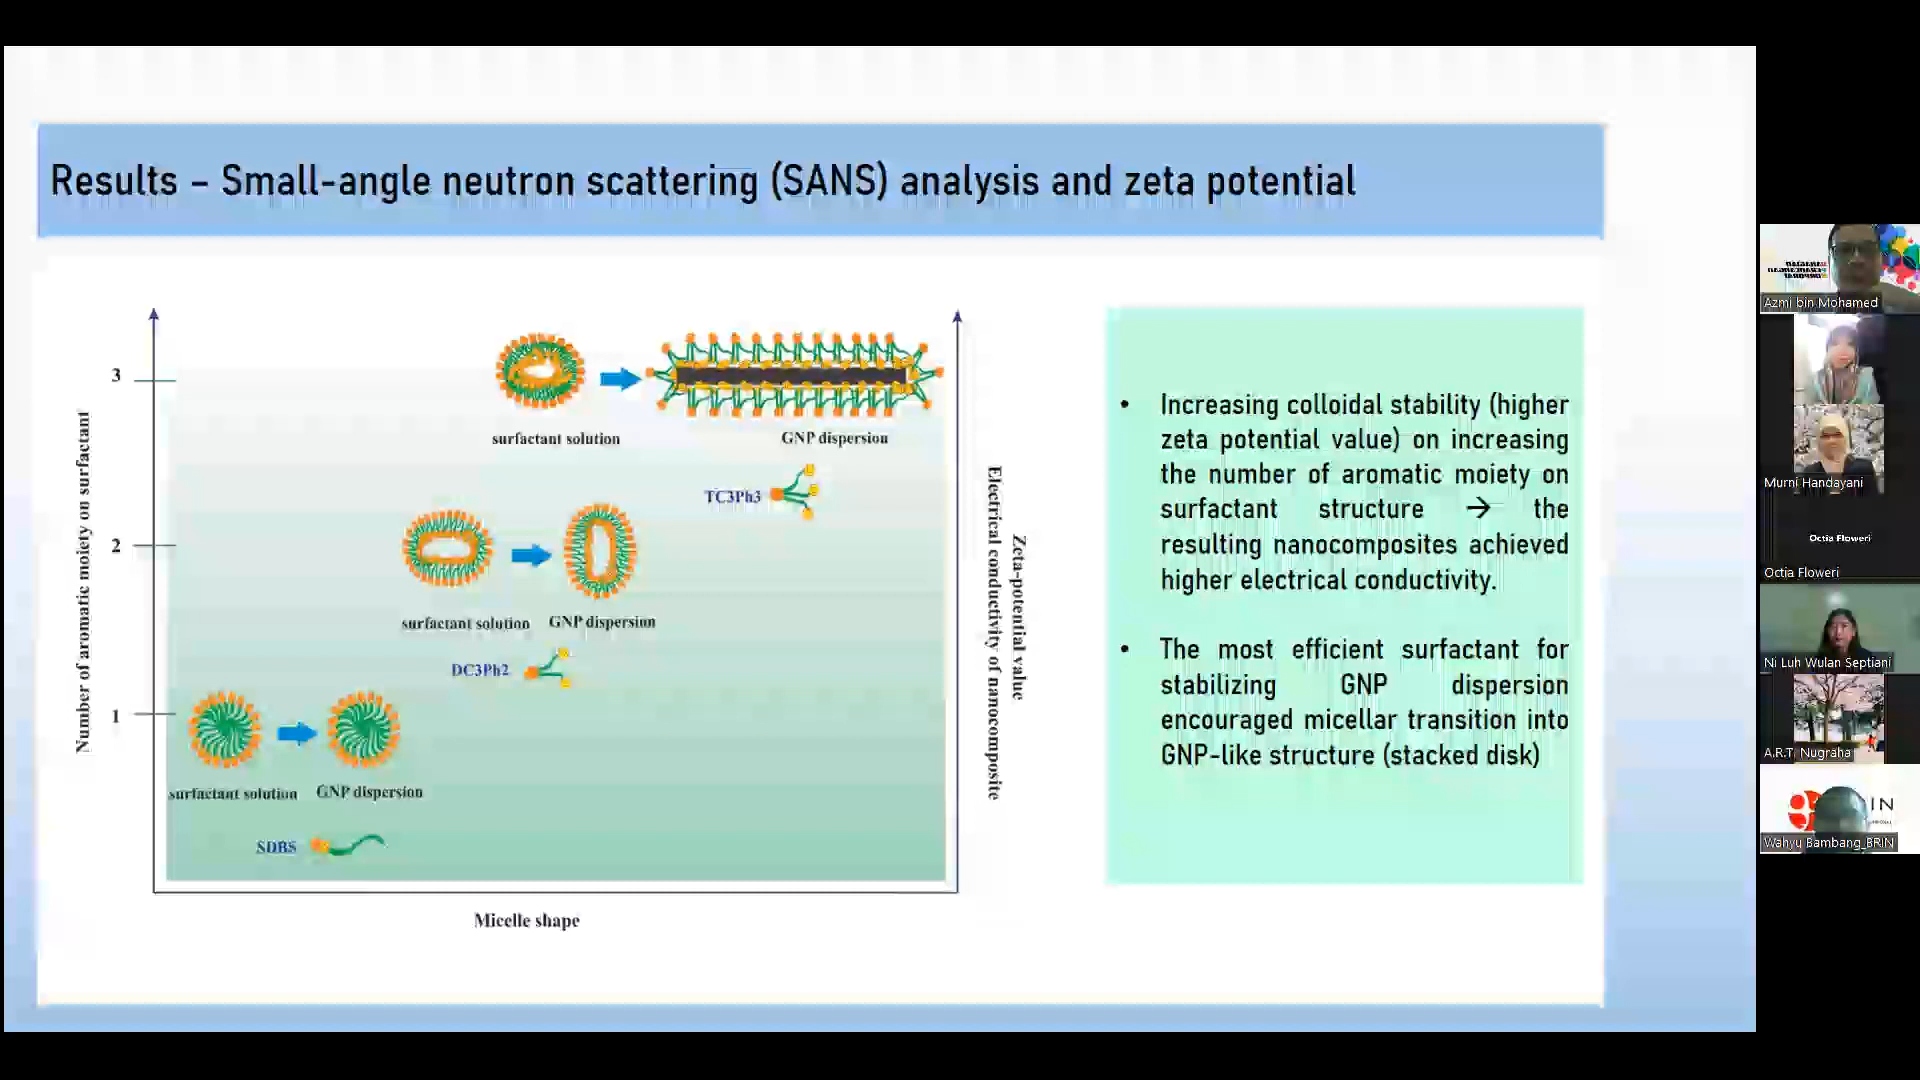 Results – Small-angle neutron scattering (SANS) analysis and zeta potential
Number of aromatic moiety on surfactant
3
2
1
surfactant solution
GNP dispersion
TC3Ph3
surfactant solution
GNP dispersion
DC3Ph2
surfactant solution
GNP dispersion
SDBS
Micelle shape
Zeta-potential value
Electrical conductivity of nanocomposite
• Increasing colloidal stability (higher
zeta potential value) on increasing
the number of aromatic moiety on
surfactant structure → the
resulting nanocomposites achieved
higher electrical conductivity.
• The most efficient surfactant for
stabilizing GNP dispersion
encouraged micellar transition into
GNP-like structure (stacked disk)
Azmi bin Mohamed
Murni Handayani
Octia Floweri
Octia Floweri
Ni Luh Wulan Septiani
A.R.T. Nugraha
IN
Wahyu Bambang_BRIN